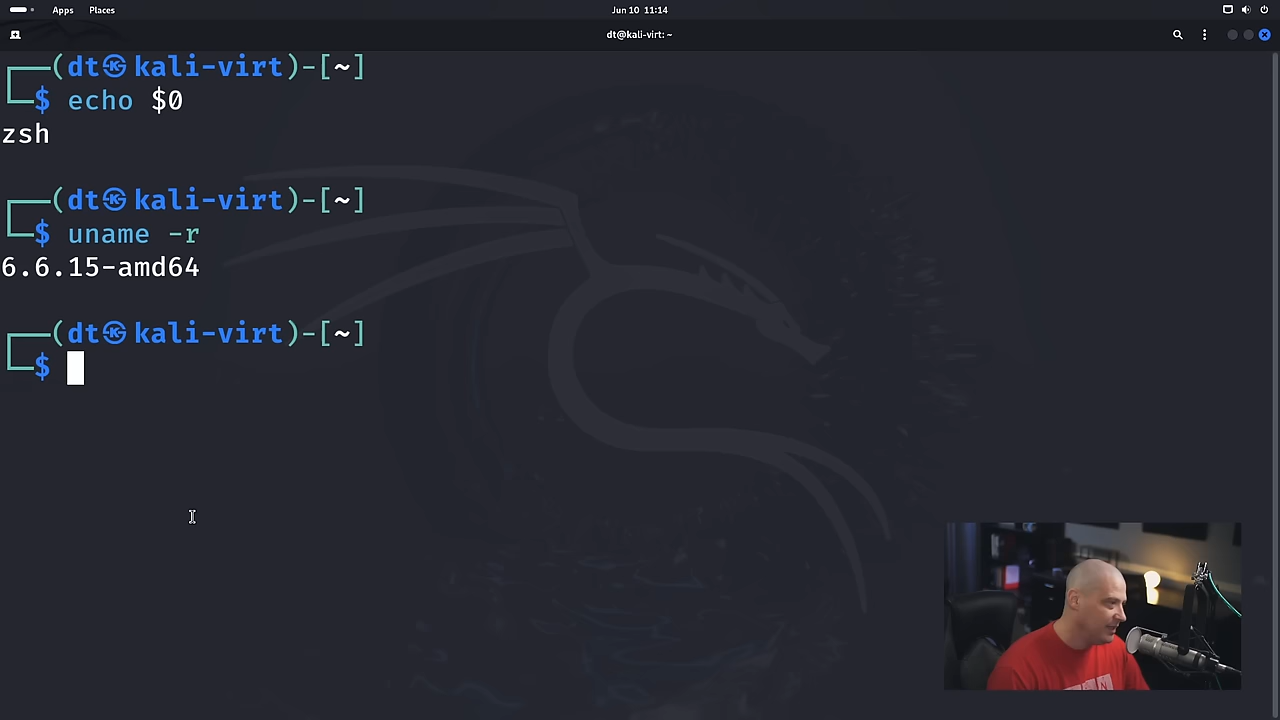 Apps Places Jun 10 11:14
dt@kali-virt: ~
┌──(dt㉿kali-virt)-[~]
└─$ echo $0
zsh
┌──(dt㉿kali-virt)-[~]
└─$ uname -r
6.6.15-amd64
┌──(dt㉿kali-virt)-[~]
└─$